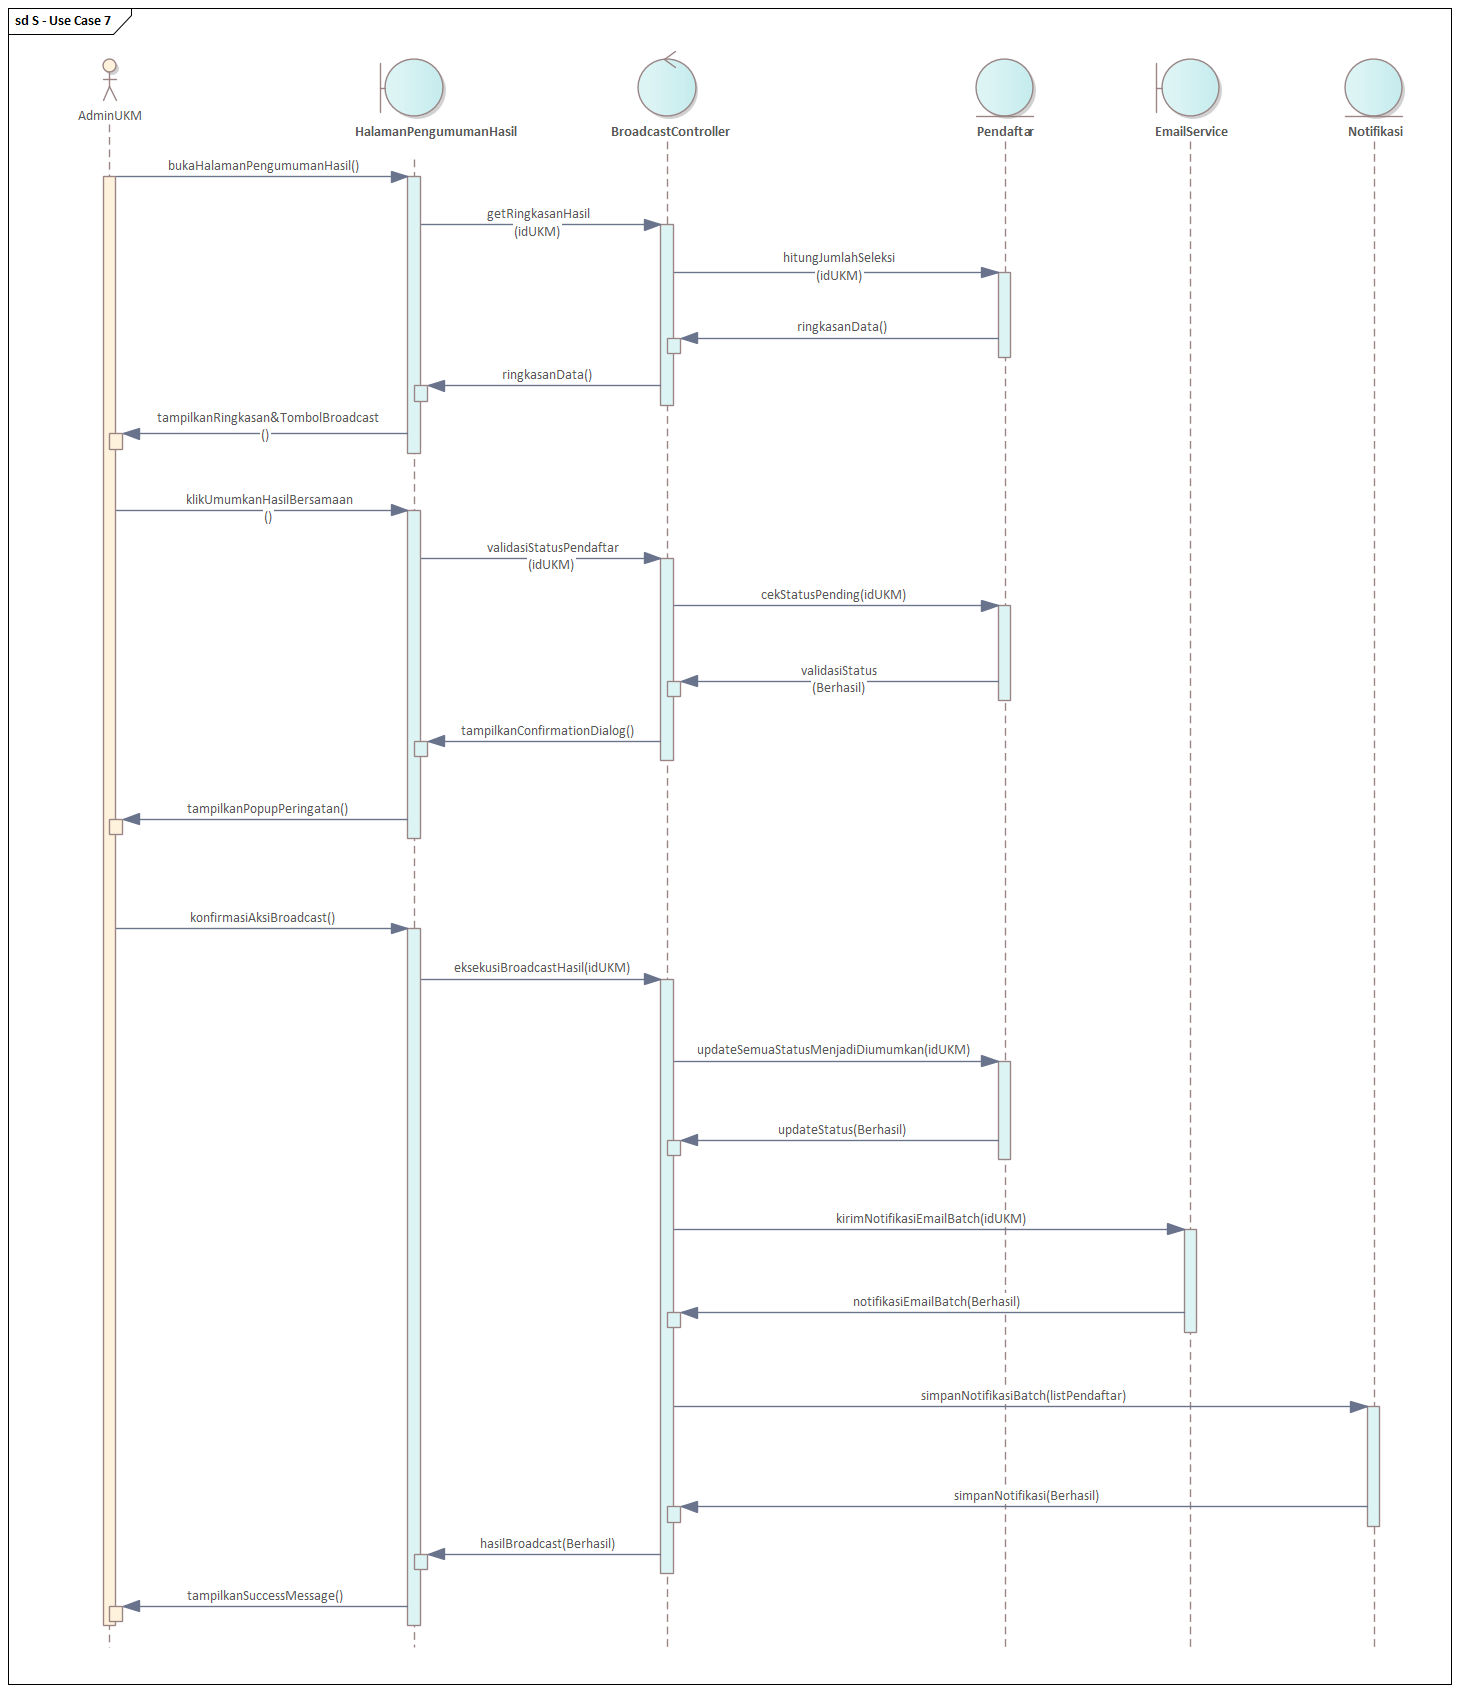 sd S - Use Case 7
AdminUKM
HalamanPengumumanHasil
BroadcastController
Pendaftar
EmailService
Notifikasi
bukaHalamanPengumumanHasil()
getRingkasanHasil
(idUKM)
hitungJumlahSeleksi
(idUKM)
ringkasanData()
ringkasanData()
tampilkanRingkasan&TombolBroadcast
()
klikUmumkanHasilBersamaan
()
validasiStatusPendaftar
(idUKM)
cekStatusPending(idUKM)
validasiStatus
(Berhasil)
tampilkanConfirmationDialog()
tampilkanPopupPeringatan()
konfirmasiAksiBroadcast()
eksekusiBroadcastHasil(idUKM)
updateSemuaStatusMenjadiDiumumkan(idUKM)
updateStatus(Berhasil)
kirimNotifikasiEmailBatch(idUKM)
notifikasiEmailBatch(Berhasil)
simpanNotifikasiBatch(listPendaftar)
simpanNotifikasi(Berhasil)
hasilBroadcast(Berhasil)
tampilkanSuccessMessage()